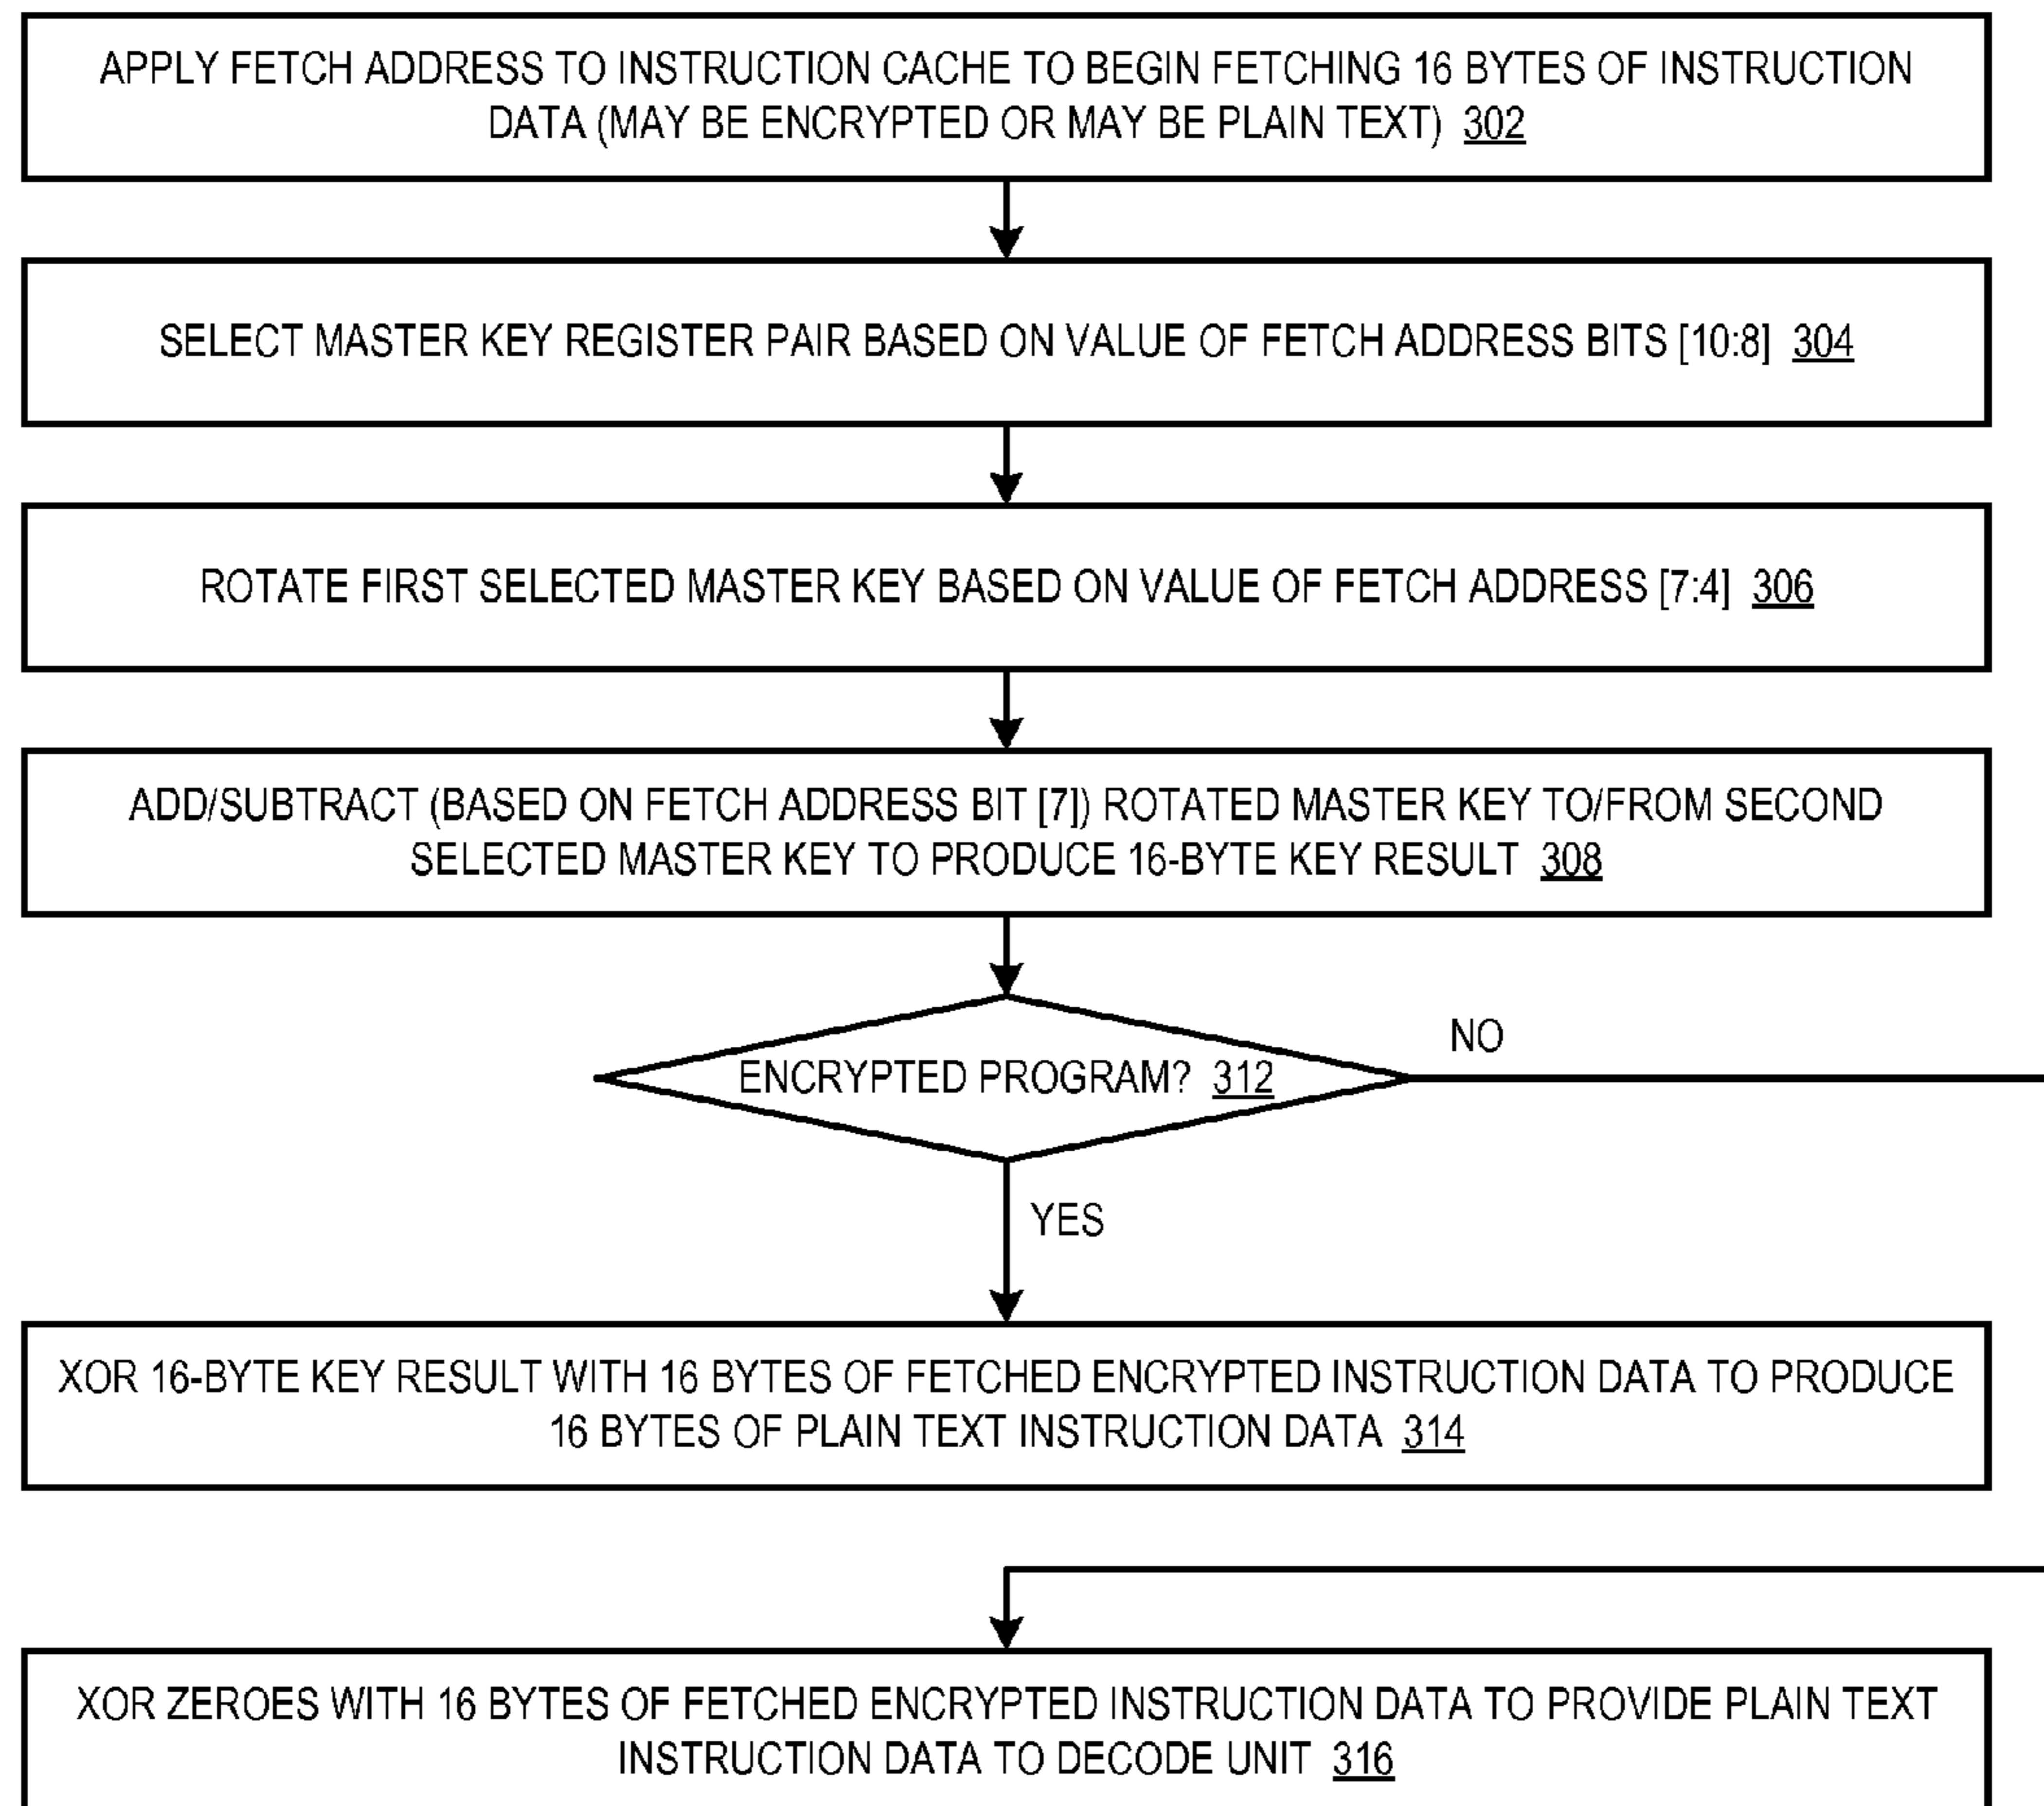 APPLY FETCH ADDRESS TO INSTRUCTION CACHE TO BEGIN FETCHING 16 BYTES OF INSTRUCTION
DATA (MAY BE ENCRYPTED OR MAY BE PLAIN TEXT) 302
SELECT MASTER KEY REGISTER PAIR BASED ON VALUE OF FETCH ADDRESS BITS [10:8] 304
ROTATE FIRST SELECTED MASTER KEY BASED ON VALUE OF FETCH ADDRESS [7:4] 306
ADD/SUBTRACT (BASED ON FETCH ADDRESS BIT [7]) ROTATED MASTER KEY TO/FROM SECOND
SELECTED MASTER KEY TO PRODUCE 16-BYTE KEY RESULT 308
NO
ENCRYPTED PROGRAM? 312
YES
XOR 16-BYTE KEY RESULT WITH 16 BYTES OF FETCHED ENCRYPTED INSTRUCTION DATA TO PRODUCE
16 BYTES OF PLAIN TEXT INSTRUCTION DATA 314
XOR ZEROES WITH 16 BYTES OF FETCHED ENCRYPTED INSTRUCTION DATA TO PROVIDE PLAIN TEXT
INSTRUCTION DATA TO DECODE UNIT 316